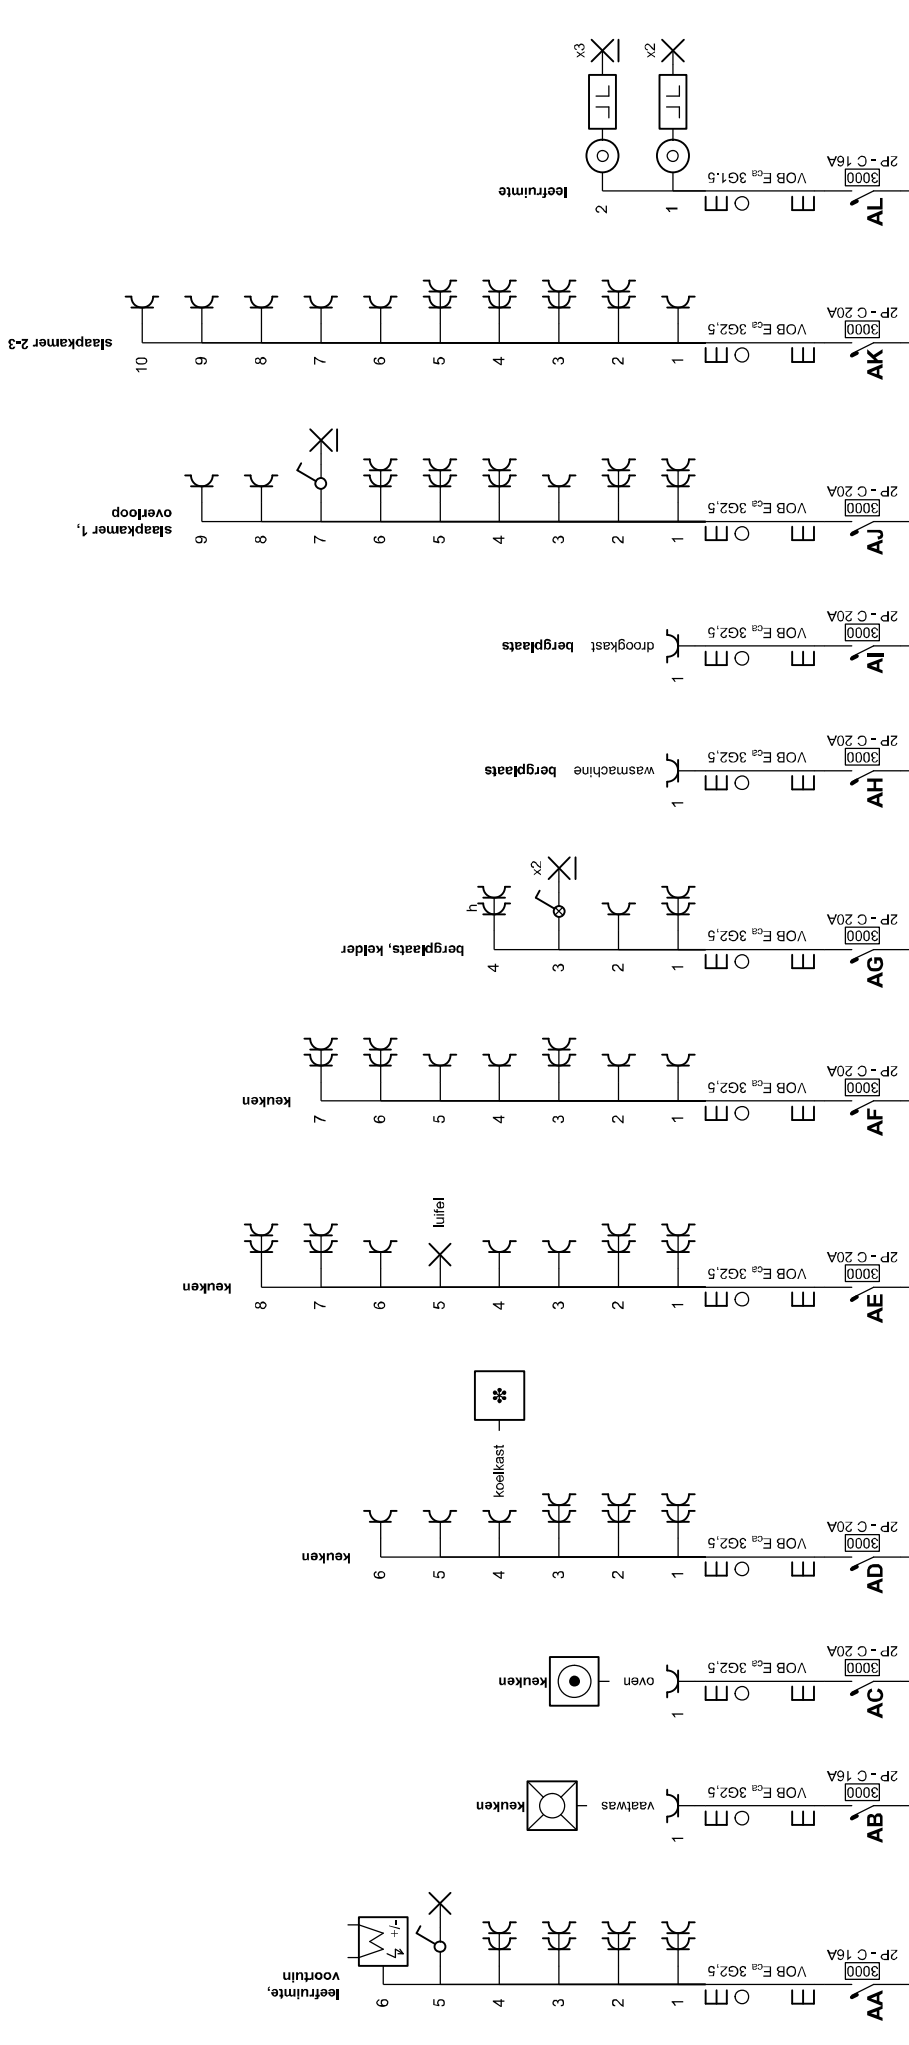 x3
x2
2P - C 16A
3000
VOB Eca 3G1.5
leefruimte
2
1
AL
2P - C 20A
3000
VOB Eca 3G2,5
slaapkamer 2-3
10
9
8
7
6
5
4
3
2
1
AK
2P - C 20A
3000
VOB Eca 3G2,5
slaapkamer 1,
overloop
9
8
7
6
5
4
3
2
1
AJ
2P - C 20A
3000
VOB Eca 3G2,5
bergplaats
droogkast
1
AI
2P - C 20A
3000
VOB Eca 3G2,5
bergplaats
wasmachine
1
AH
x2
h
2P - C 20A
3000
VOB Eca 3G2,5
bergplaats, kelder
4
3
2
1
AG
2P - C 20A
3000
VOB Eca 3G2,5
keuken
7
6
5
4
3
2
1
AF
luifel
2P - C 20A
3000
VOB Eca 3G2,5
keuken
8
7
6
5
4
3
2
1
AE
koelkast
2P - C 20A
3000
VOB Eca 3G2,5
keuken
6
5
4
3
2
1
AD
2P - C 20A
3000
VOB Eca 3G2,5
keuken
oven
1
AC
2P - C 16A
3000
VOB Eca 3G2,5
keuken
vaatwas
1
AB
+/-
2P - C 16A
3000
VOB Eca 3G2,5
leefruimte,
voortuin
6
5
4
3
2
1
AA